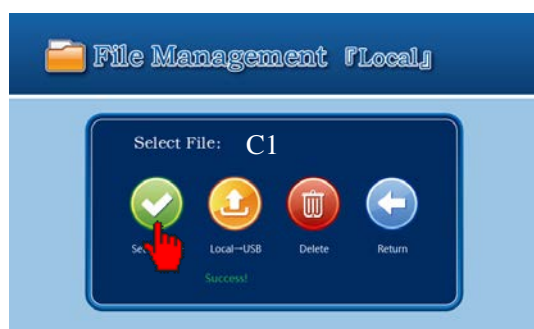 File Management 『Local』
Select File: C1
Local→USB Delete Return
Success!